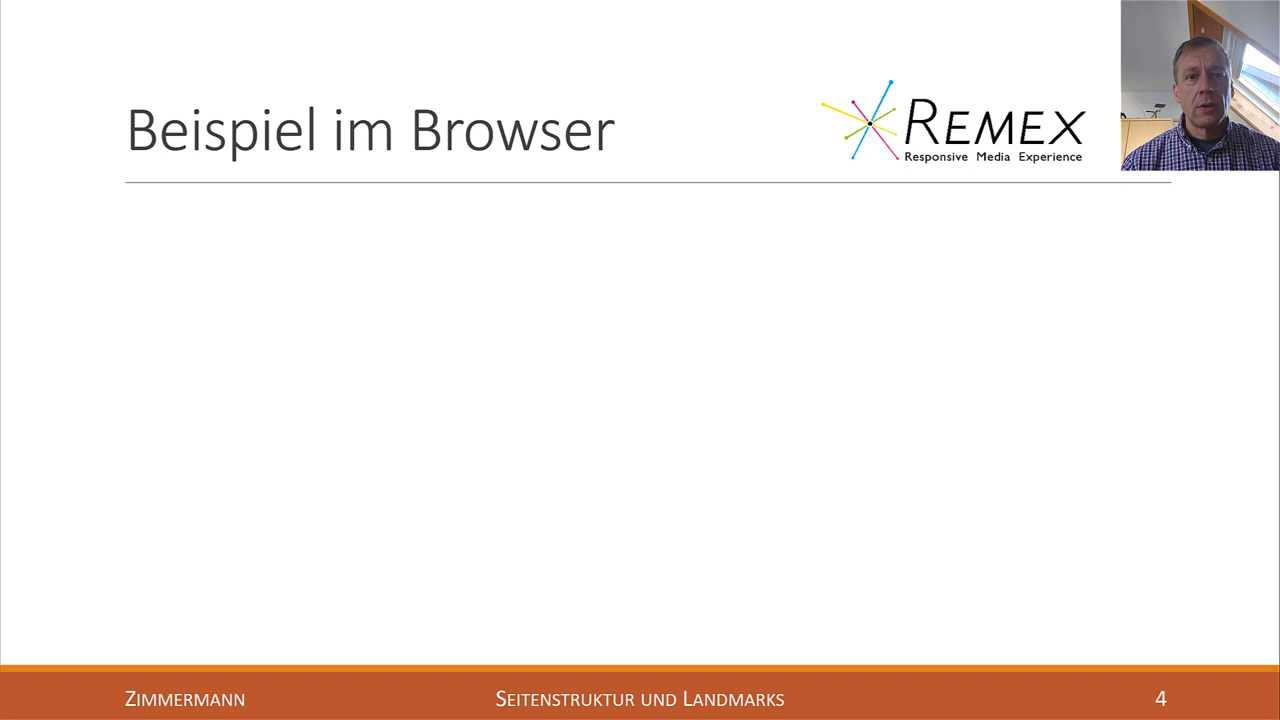 Beispiel im Browser
REMEX
Responsive Media Experience
ZIMMERMANN
SEITENSTRUKTUR UND LANDMARKS
4